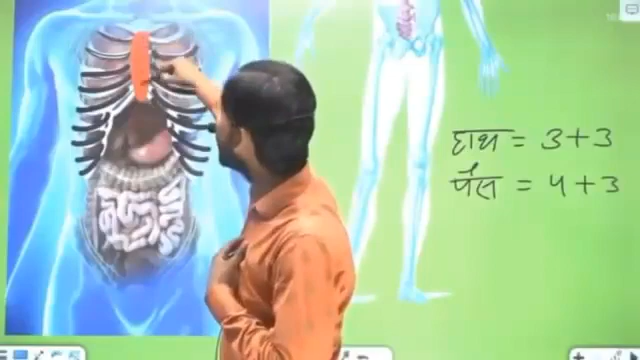 हाथ = 3 + 3
पैर = 4 + 3